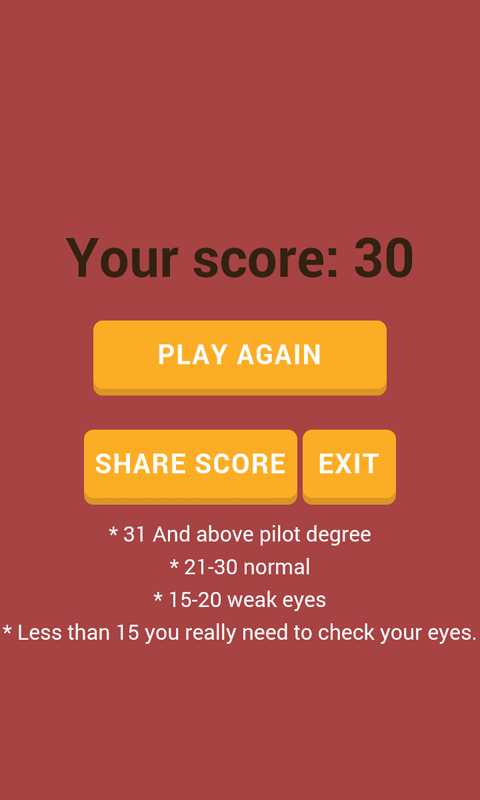 Your score: 30
PLAY AGAIN
SHARE SCORE EXIT
* 31 And above pilot degree
* 21-30 normal
* 15-20 weak eyes
* Less than 15 you really need to check your eyes.